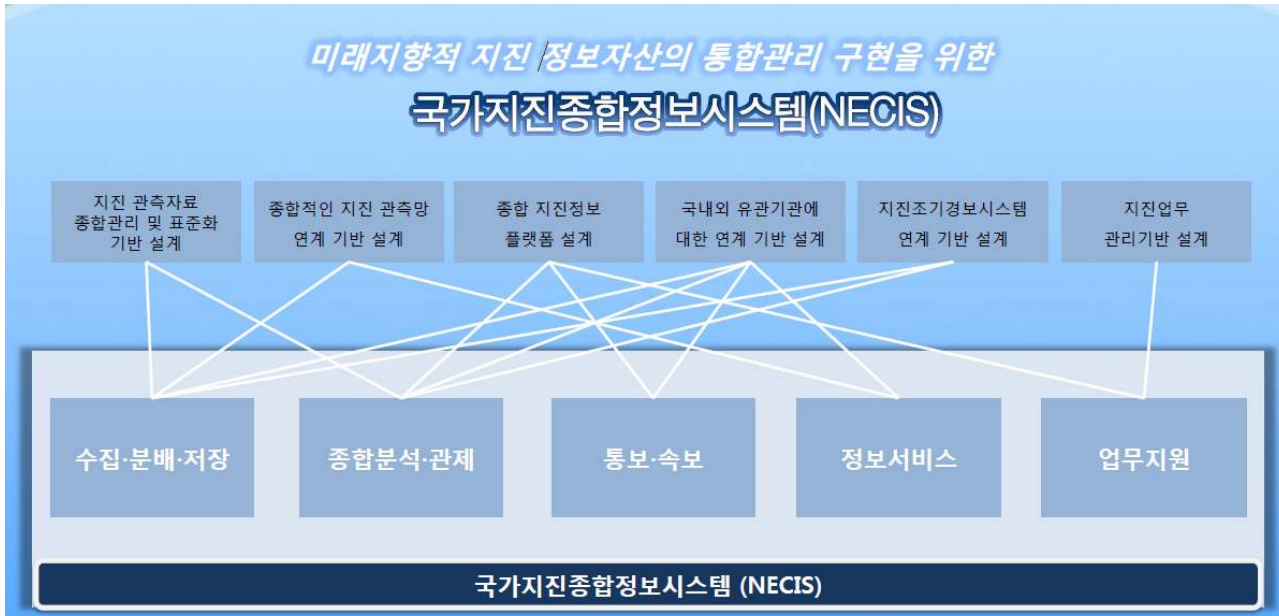 미래지향적 지진 정보자산의 통합관리 구현을 위한
국가지진종합정보시스템(NECIS)
지진 관측자료
종합관리 및 표준화
기반 설계
종합적인 지진 관측망
연계 기반 설계
종합 지진정보
플랫폼 설계
국내외 유관기관에
대한 연계 기반 설계
지진조기경보시스템
연계 기반 설계
지진업무
관리기반 설계
수집·분배·저장
종합분석·관제
통보·속보
정보서비스
업무지원
국가지진종합정보시스템 (NECIS)